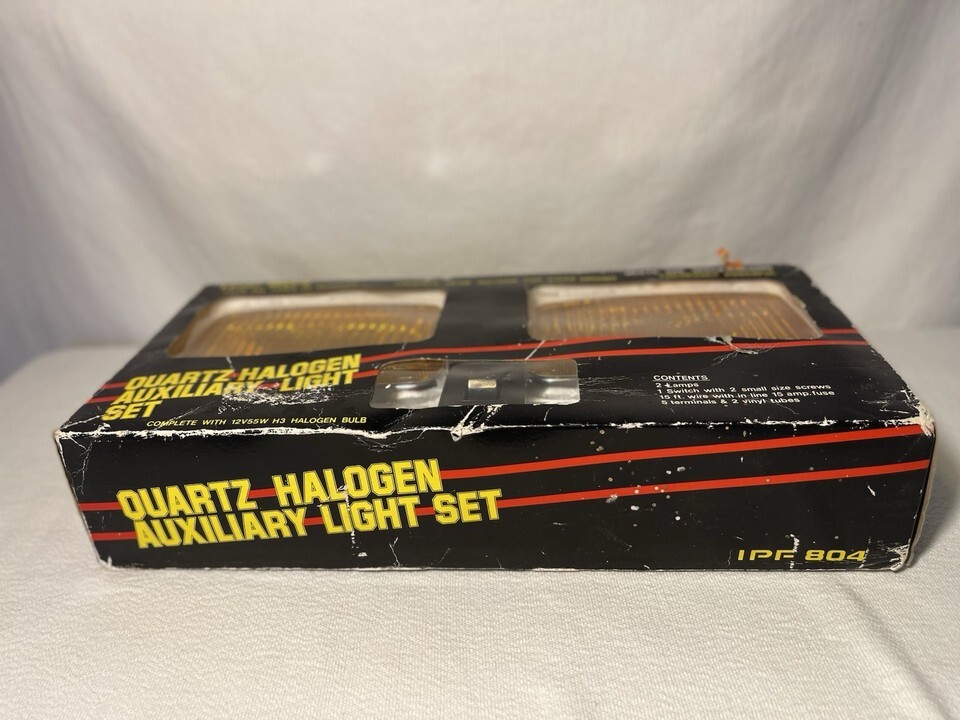 QUARTZ HALOGEN
AUXILIARY LIGHT
SET
COMPLETE WITH 12V55W H3 HALOGEN BULB
CONTENTS
2 Lamps
1 Switch with 2 small size screws
15 ft. wire with in-line 15 amp.fuse
5 terminals & 2 vinyl tubes
QUARTZ HALOGEN
AUXILIARY LIGHT SET
IPF 804